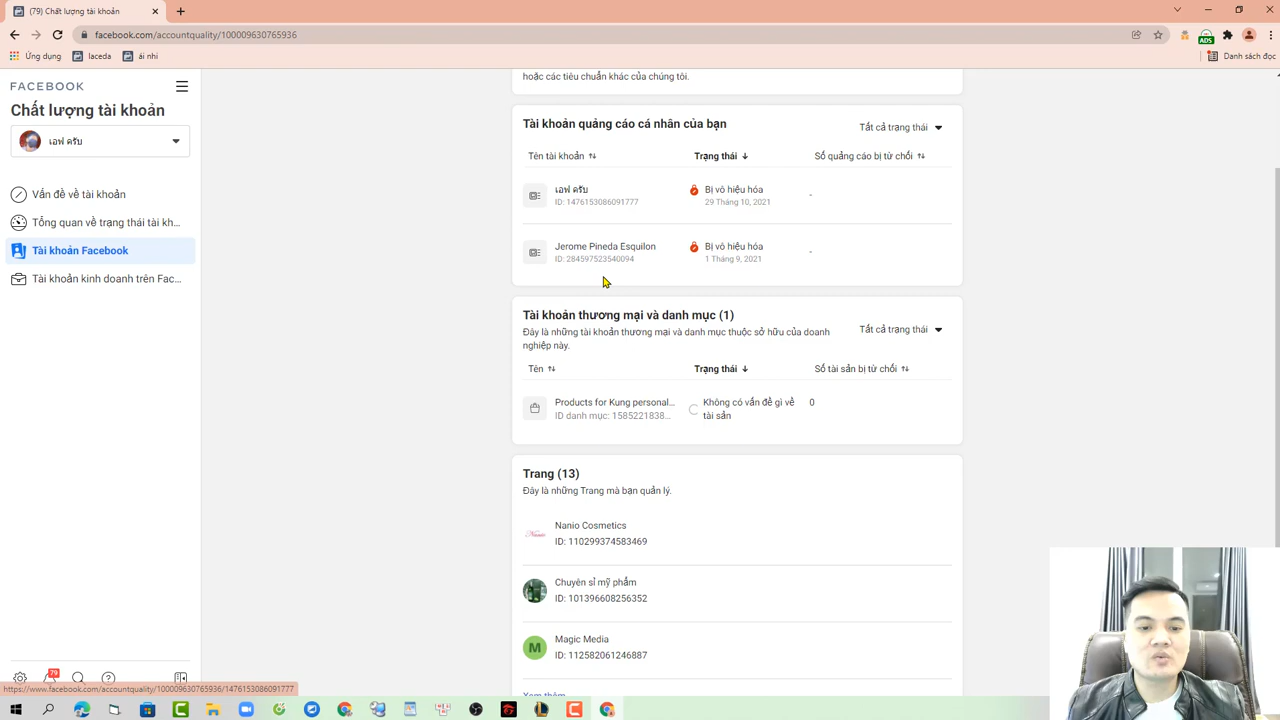 (79) Chất lượng tài khoản
facebook.com/accountquality/100009630765936
ADS
Ứng dụng
laceda
ái nhi
Danh sách đọc
FACEBOOK
Chất lượng tài khoản
เอฟ ครับ
Vấn đề về tài khoản
Tổng quan về trạng thái tài kh...
Tài khoản Facebook
Tài khoản kinh doanh trên Fac...
79
https://www.facebook.com/accountquality/100009630765936/1476153086091777
hoặc các tiêu chuẩn khác của chúng tôi.
Tài khoản quảng cáo cá nhân của bạn
Tất cả trạng thái
Tên tài khoản
Trạng thái
Số quảng cáo bị từ chối
เอฟ ครับ
ID: 1476153086091777
Bị vô hiệu hóa
29 Tháng 10, 2021
-
Jerome Pineda Esquilon
ID: 284597523540094
Bị vô hiệu hóa
1 Tháng 9, 2021
-
Tài khoản thương mại và danh mục (1)
Đây là những tài khoản thương mại và danh mục thuộc sở hữu của doanh
nghiệp này.
Tất cả trạng thái
Tên
Trạng thái
Số tài sản bị từ chối
Products for Kung personal...
ID danh mục: 1585221838...
Không có vấn đề gì về
tài sản
0
Trang (13)
Đây là những Trang mà bạn quản lý.
Nanio Cosmetics
ID: 110299374583469
Chuyên sỉ mỹ phẩm
ID: 101396608256352
M
Magic Media
ID: 112582061246887
Xem thêm